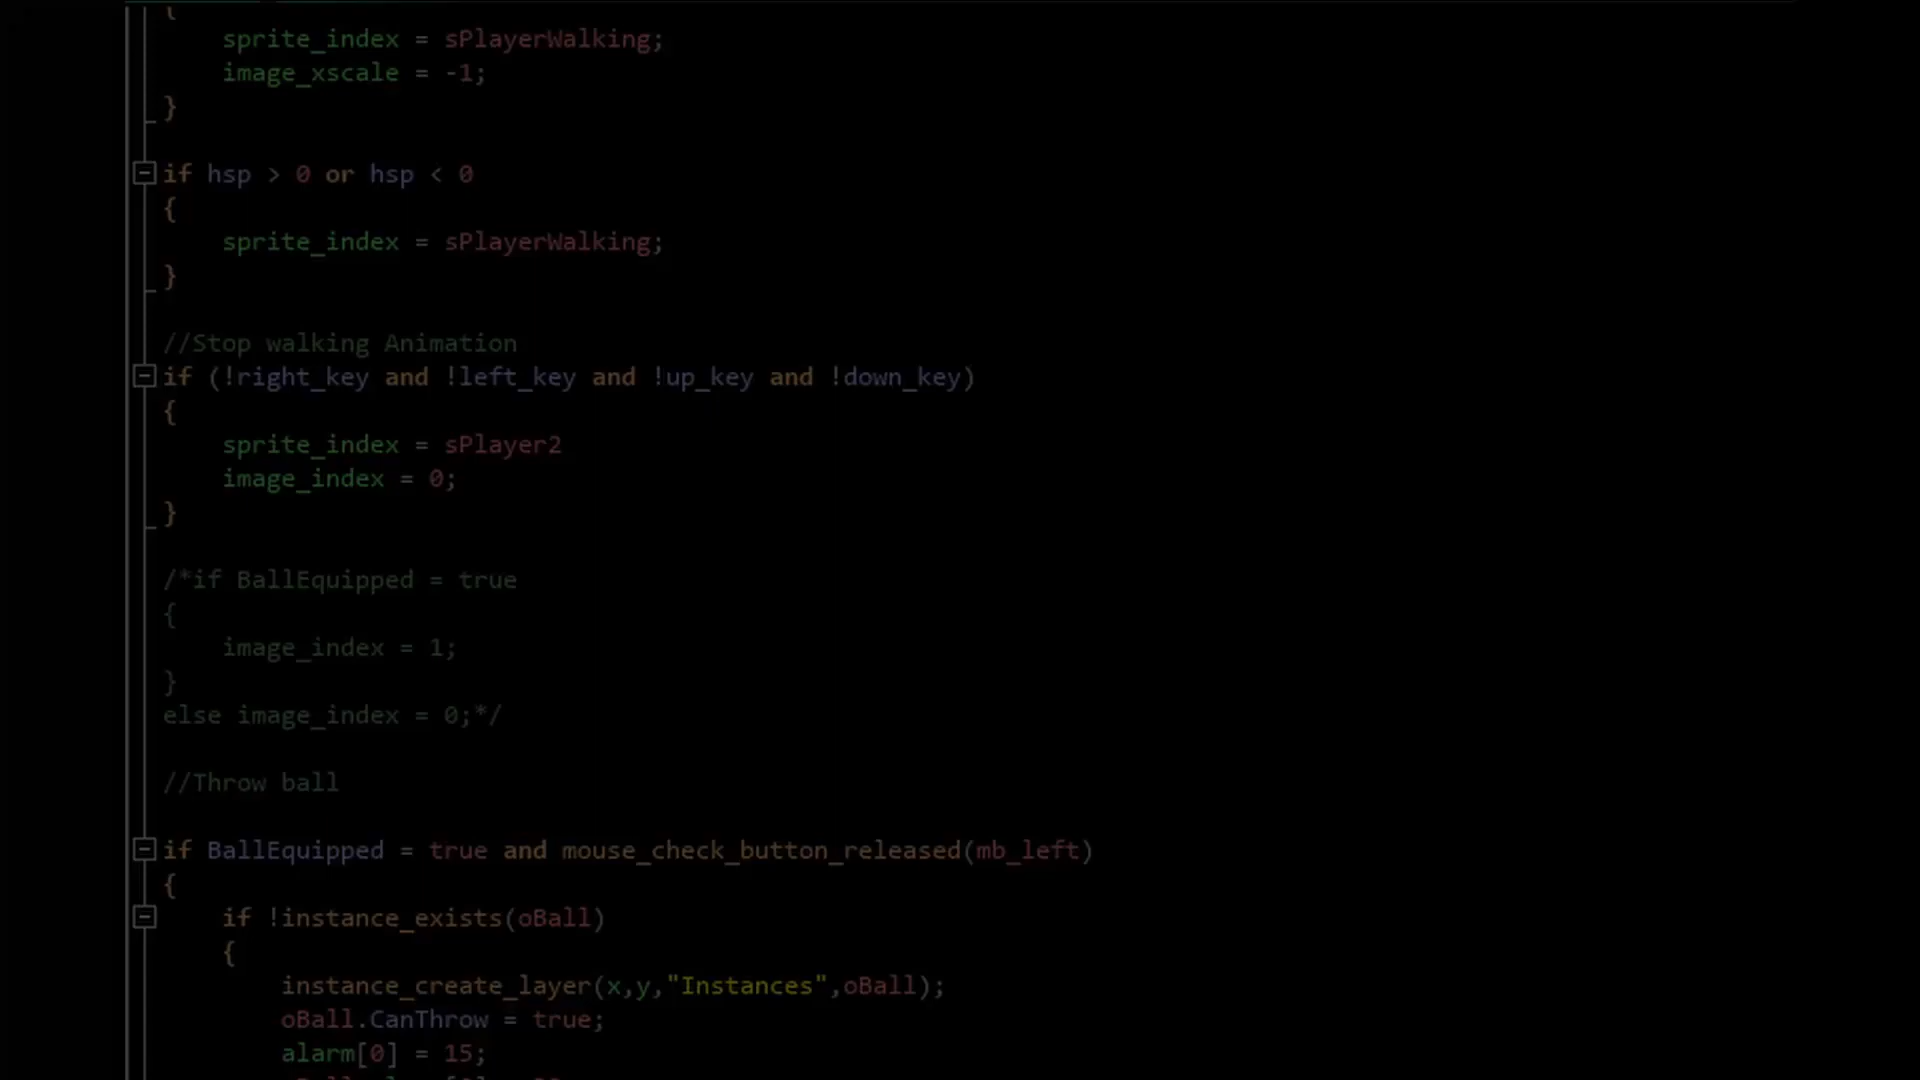 {
sprite_index = sPlayerWalking;
image_xscale = -1;
}
if hsp > 0 or hsp < 0
{
sprite_index = sPlayerWalking;
}
//Stop walking Animation
if (!right_key and !left_key and !up_key and !down_key)
{
sprite_index = sPlayer2
image_index = 0;
}
/*if BallEquipped = true
{
image_index = 1;
}
else image_index = 0;*/
//Throw ball
if BallEquipped = true and mouse_check_button_released(mb_left)
{
if !instance_exists(oBall)
{
instance_create_layer(x,y,"Instances",oBall);
oBall.CanThrow = true;
alarm[0] = 15;